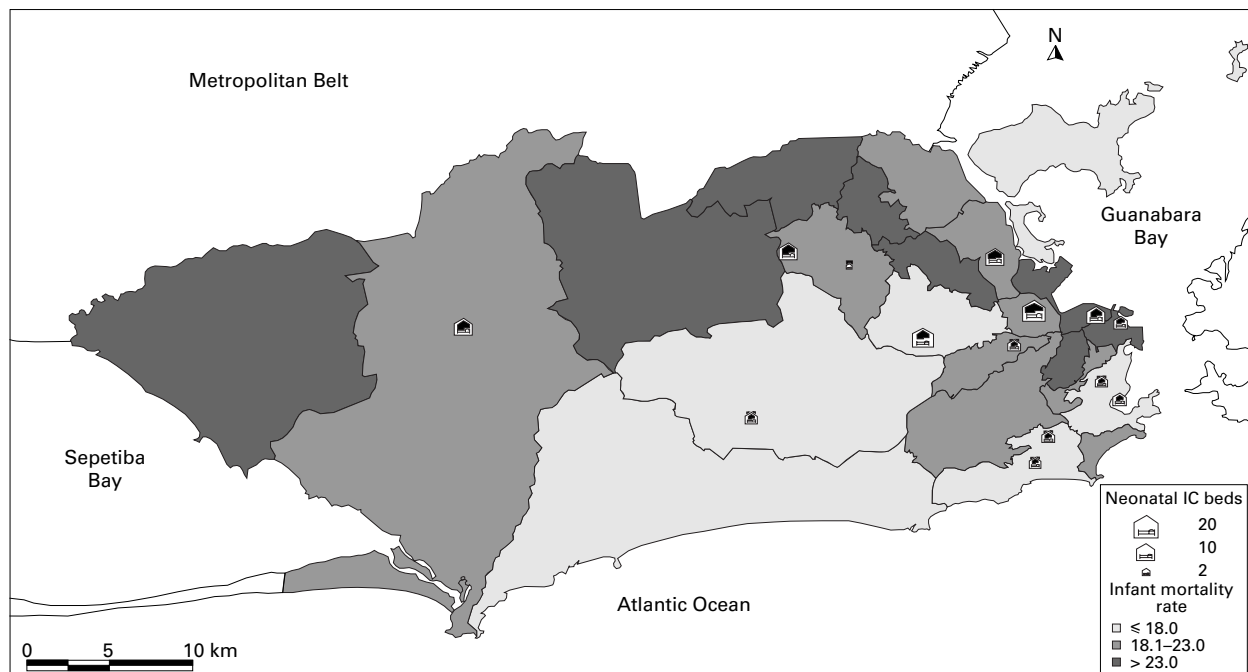 Metropolitan Belt
N
Guanabara
Bay
Sepetiba
Bay
Atlantic Ocean
0 5 10 km
Neonatal IC beds
20
10
2
Infant mortality
rate
⩽ 18.0
18.1–23.0
> 23.0